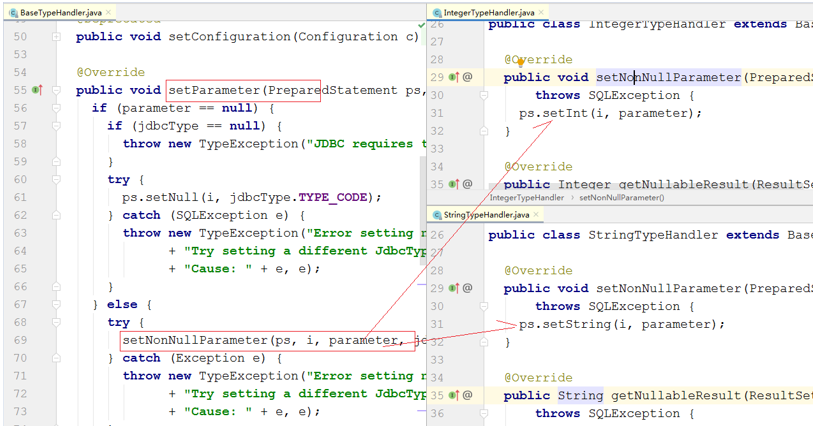 BaseTypeHandler.java
@Deprecated
50 public void setConfiguration(Configuration c)
53
54 @Override
55 public void setParameter(PreparedStatement ps,
56 if (parameter == null) {
57 if (jdbcType == null) {
58 throw new TypeException("JDBC requires t
59 }
60 try {
61 ps.setNull(i, jdbcType.TYPE_CODE);
62 } catch (SQLException e) {
63 throw new TypeException("Error setting n
64 + "Try setting a different JdbcTyp
65 + "Cause: " + e, e);
66 }
67 } else {
68 try {
69 setNonNullParameter(ps, i, parameter, jd
70 } catch (Exception e) {
71 throw new TypeException("Error setting n
72 + "Try setting a different JdbcTyp
73 + "Cause: " + e, e);
IntegerTypeHandler.java
26 public class IntegerTypeHandler extends Ba
27
28 @Override
29 @ public void setNonNullParameter(PreparedS
30 throws SQLException {
31 ps.setInt(i, parameter);
32 }
33
34 @Override
35 @ public Integer getNullableResult(ResultSe
IntegerTypeHandler › setNonNullParameter()
StringTypeHandler.java
26 public class StringTypeHandler extends Bas
27
28 @Override
29 @ public void setNonNullParameter(PreparedS
30 throws SQLException {
31 ps.setString(i, parameter);
32 }
33
34 @Override
35 @ public String getNullableResult(ResultSet
36 throws SQLException {